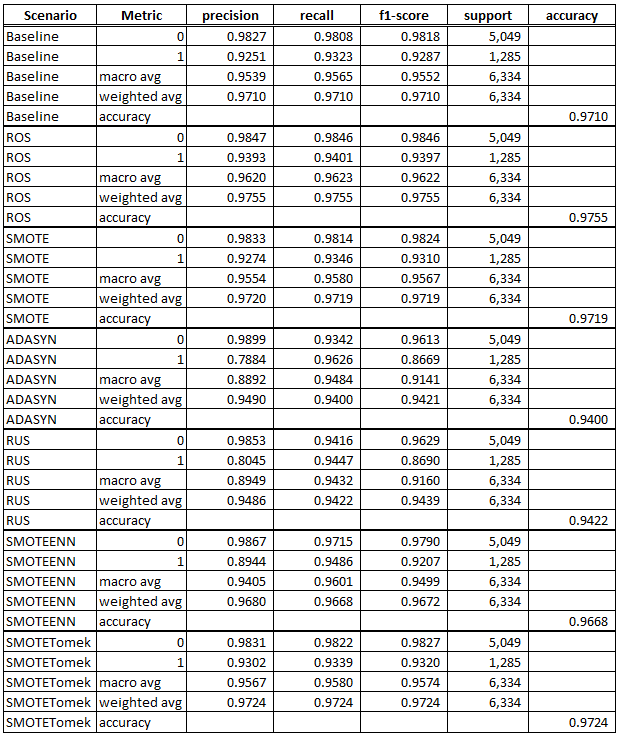 Scenario Metric precision recall f1-score support accuracy
Baseline 0 0.9827 0.9808 0.9818 5,049
Baseline 1 0.9251 0.9323 0.9287 1,285
Baseline macro avg 0.9539 0.9565 0.9552 6,334
Baseline weighted avg 0.9710 0.9710 0.9710 6,334
Baseline accuracy 0.9710
ROS 0 0.9847 0.9846 0.9846 5,049
ROS 1 0.9393 0.9401 0.9397 1,285
ROS macro avg 0.9620 0.9623 0.9622 6,334
ROS weighted avg 0.9755 0.9755 0.9755 6,334
ROS accuracy 0.9755
SMOTE 0 0.9833 0.9814 0.9824 5,049
SMOTE 1 0.9274 0.9346 0.9310 1,285
SMOTE macro avg 0.9554 0.9580 0.9567 6,334
SMOTE weighted avg 0.9720 0.9719 0.9719 6,334
SMOTE accuracy 0.9719
ADASYN 0 0.9899 0.9342 0.9613 5,049
ADASYN 1 0.7884 0.9626 0.8669 1,285
ADASYN macro avg 0.8892 0.9484 0.9141 6,334
ADASYN weighted avg 0.9490 0.9400 0.9421 6,334
ADASYN accuracy 0.9400
RUS 0 0.9853 0.9416 0.9629 5,049
RUS 1 0.8045 0.9447 0.8690 1,285
RUS macro avg 0.8949 0.9432 0.9160 6,334
RUS weighted avg 0.9486 0.9422 0.9439 6,334
RUS accuracy 0.9422
SMOTEENN 0 0.9867 0.9715 0.9790 5,049
SMOTEENN 1 0.8944 0.9486 0.9207 1,285
SMOTEENN macro avg 0.9405 0.9601 0.9499 6,334
SMOTEENN weighted avg 0.9680 0.9668 0.9672 6,334
SMOTEENN accuracy 0.9668
SMOTETomek 0 0.9831 0.9822 0.9827 5,049
SMOTETomek 1 0.9302 0.9339 0.9320 1,285
SMOTETomek macro avg 0.9567 0.9580 0.9574 6,334
SMOTETomek weighted avg 0.9724 0.9724 0.9724 6,334
SMOTETomek accuracy 0.9724